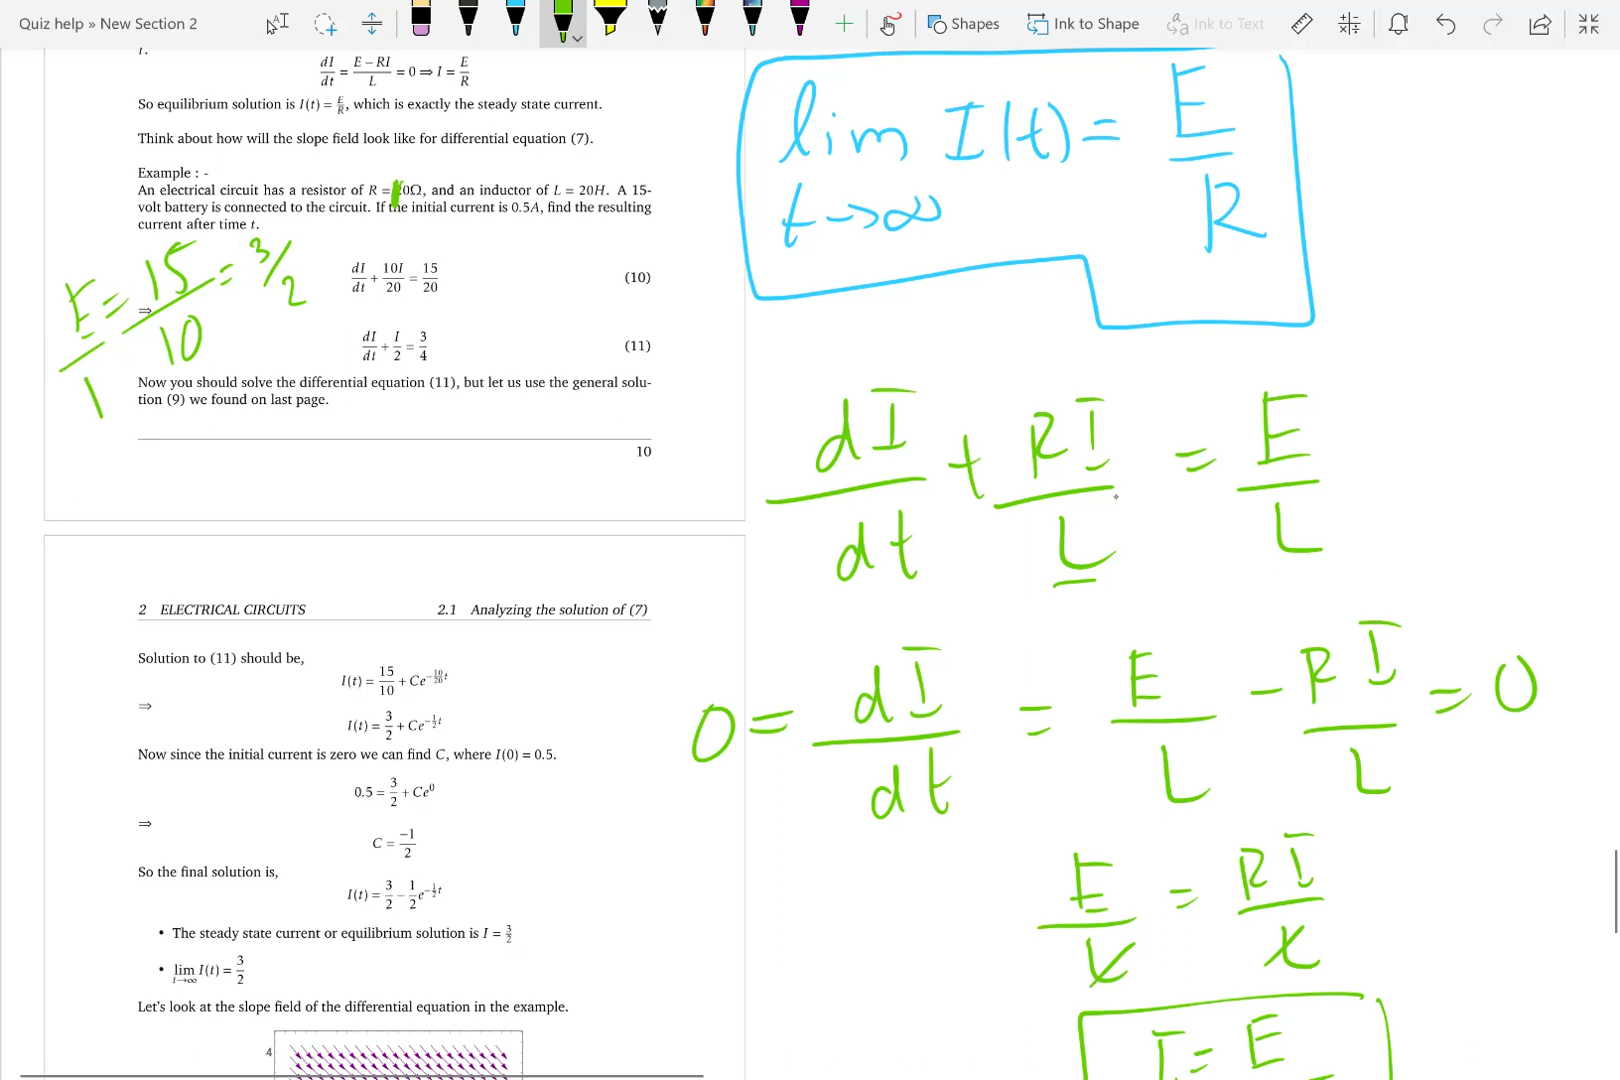 Quiz help » New Section 2
Shapes
Ink to Shape
Ink to Text
dI/dt = (E − RI)/L = 0 ⇒ I = E/R
So equilibrium solution is I(t) = E/R, which is exactly the steady state current.
Think about how will the slope field look like for differential equation (7).
Example : -
An electrical circuit has a resistor of R = 0Ω, and an inductor of L = 20H. A 15-
volt battery is connected to the circuit. If the initial current is 0.5A, find the resulting
current after time t.
E/1 = 15/10 = 3/2
dI/dt + 10I/20 = 15/20 (10)
⇒
dI/dt + I/2 = 3/4 (11)
Now you should solve the differential equation (11), but let us use the general solu-
tion (9) we found on last page.
10
2 ELECTRICAL CIRCUITS 2.1 Analyzing the solution of (7)
Solution to (11) should be,
I(t) = 15/10 + Ce^(−10/20 t)
⇒
I(t) = 3/2 + Ce^(−1/2 t)
Now since the initial current is zero we can find C, where I(0) = 0.5.
0.5 = 3/2 + Ce^0
⇒
C = −1/2
So the final solution is,
I(t) = 3/2 − 1/2 e^(−1/2 t)
• The steady state current or equilibrium solution is I = 3/2
• lim t→∞ I(t) = 3/2
Let's look at the slope field of the differential equation in the example.
4
lim t→∞ I(t) = E/R
dI/dt + RI/L = E/L
0 = dI/dt = E/L − RI/L = 0
E/L = RI/L
I = E